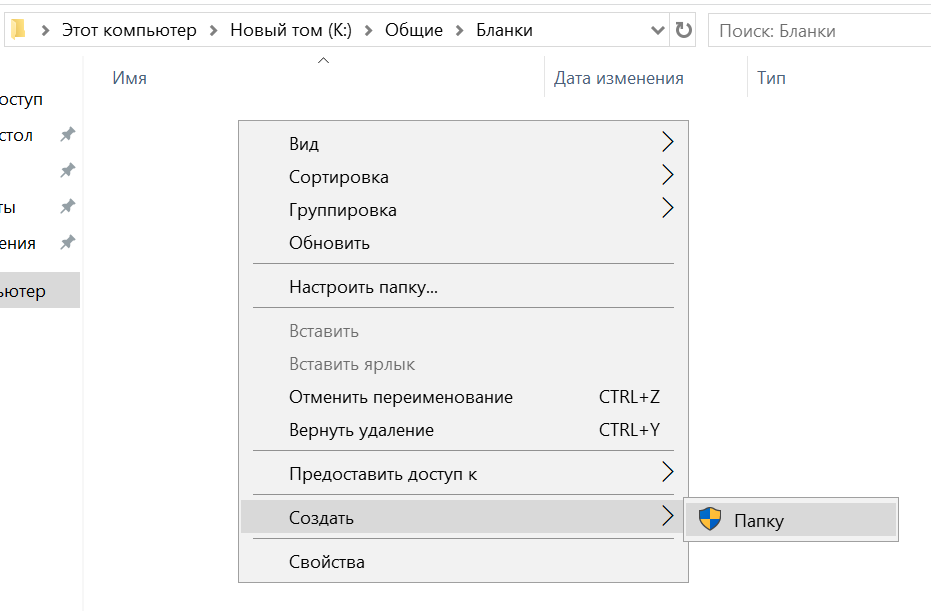 Этот компьютер > Новый том (K:) > Общие > Бланки
Поиск: Бланки
Имя
Дата изменения
Тип
оступ
стол
ты
ения
ьютер
Вид
Сортировка
Группировка
Обновить
Настроить папку...
Вставить
Вставить ярлык
Отменить переименование CTRL+Z
Вернуть удаление CTRL+Y
Предоставить доступ к
Создать
Папку
Свойства